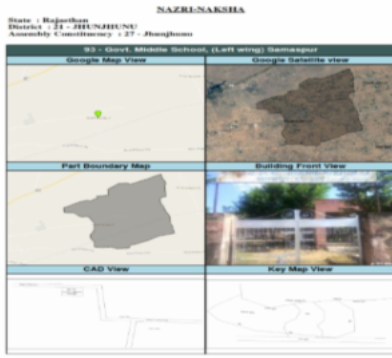 NAZRI-NAKSHA
State : Rajasthan
District : 21 - JHUNJHUNU
Assembly Constituency : 27 - Jhunjhunu
93 - Govt. Middle School, (Left wing) Samaspur
Google Map View
Google Satellite view
Part Boundary Map
Building Front View
CAD View
Key Map View